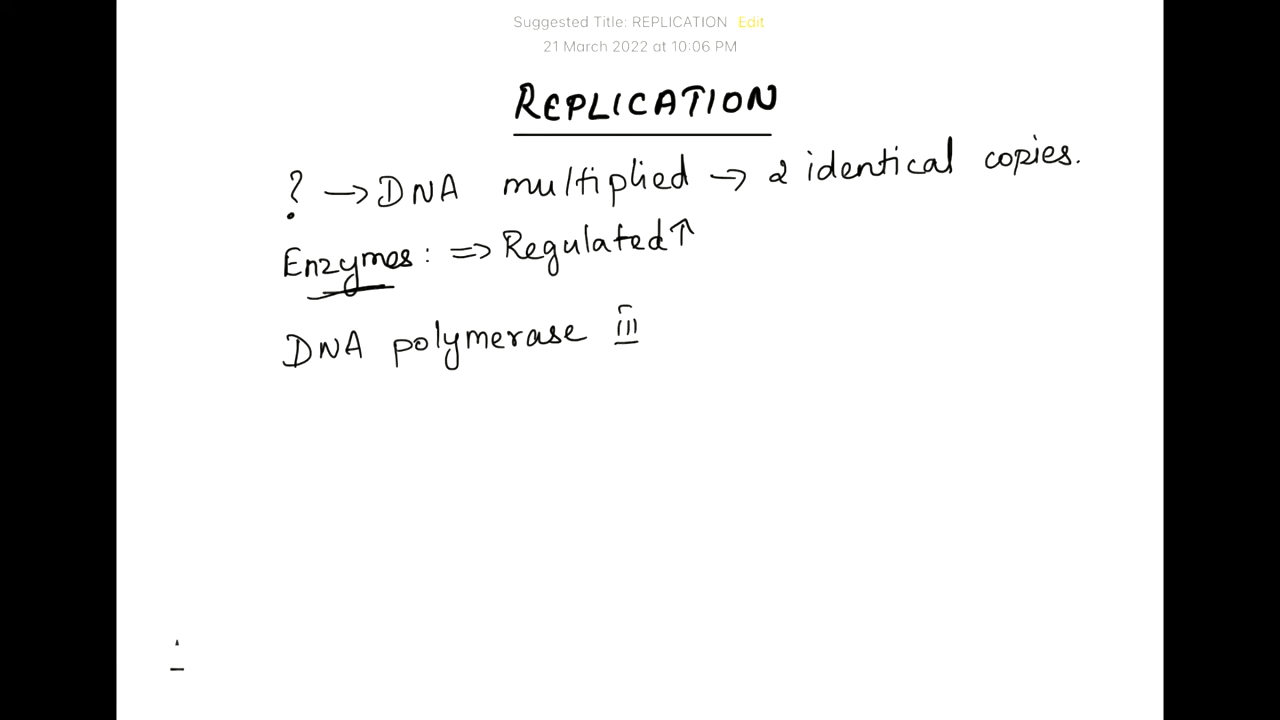 Suggested Title: REPLICATION Edit
21 March 2022 at 10:06 PM
REPLICATION
? → DNA multiplied → 2 identical copies.
Enzymes: ⇒ Regulated↑
DNA polymerase III